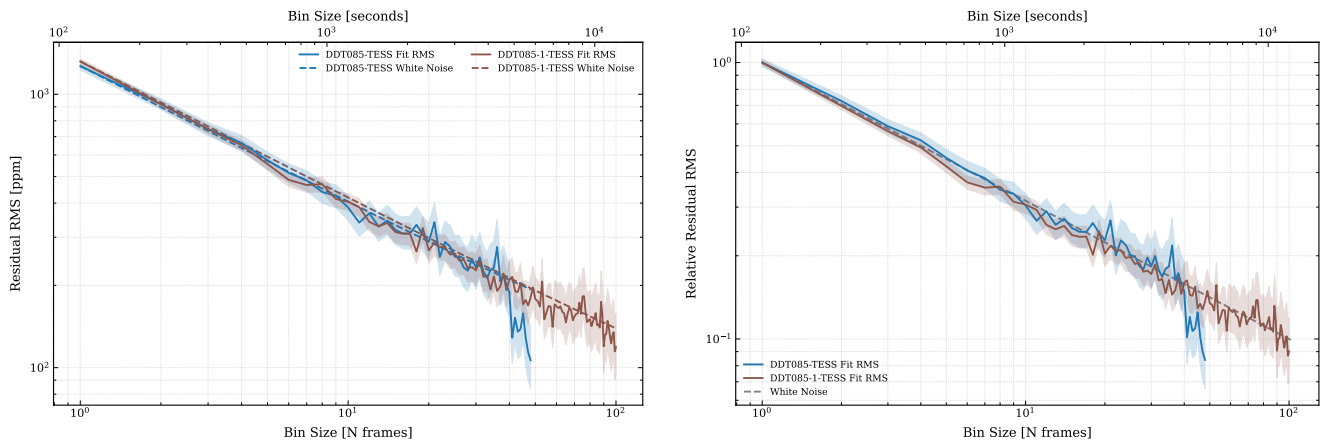 Bin Size [seconds]
10² 10³ 10⁴
DDT085-TESS Fit RMS
DDT085-TESS White Noise
DDT085-1-TESS Fit RMS
DDT085-1-TESS White Noise
Residual RMS [ppm]
10³
10²
10⁰ 10¹ 10²
Bin Size [N frames]
Bin Size [seconds]
10² 10³ 10⁴
Relative Residual RMS
10⁰
10⁻¹
DDT085-TESS Fit RMS
DDT085-1-TESS Fit RMS
White Noise
10⁰ 10¹ 10²
Bin Size [N frames]